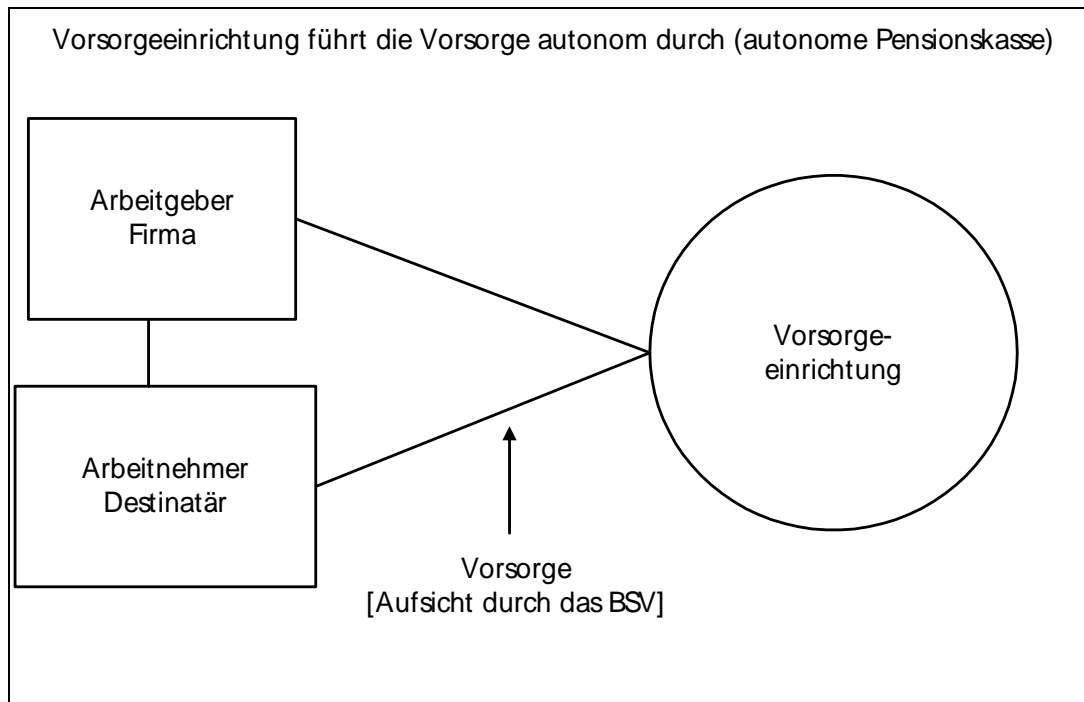 Vorsorgeeinrichtung führt die Vorsorge autonom durch (autonome Pensionskasse)
Arbeitgeber
Firma
Vorsorge-
einrichtung
Arbeitnehmer
Destinatär
Vorsorge
[Aufsicht durch das BSV]